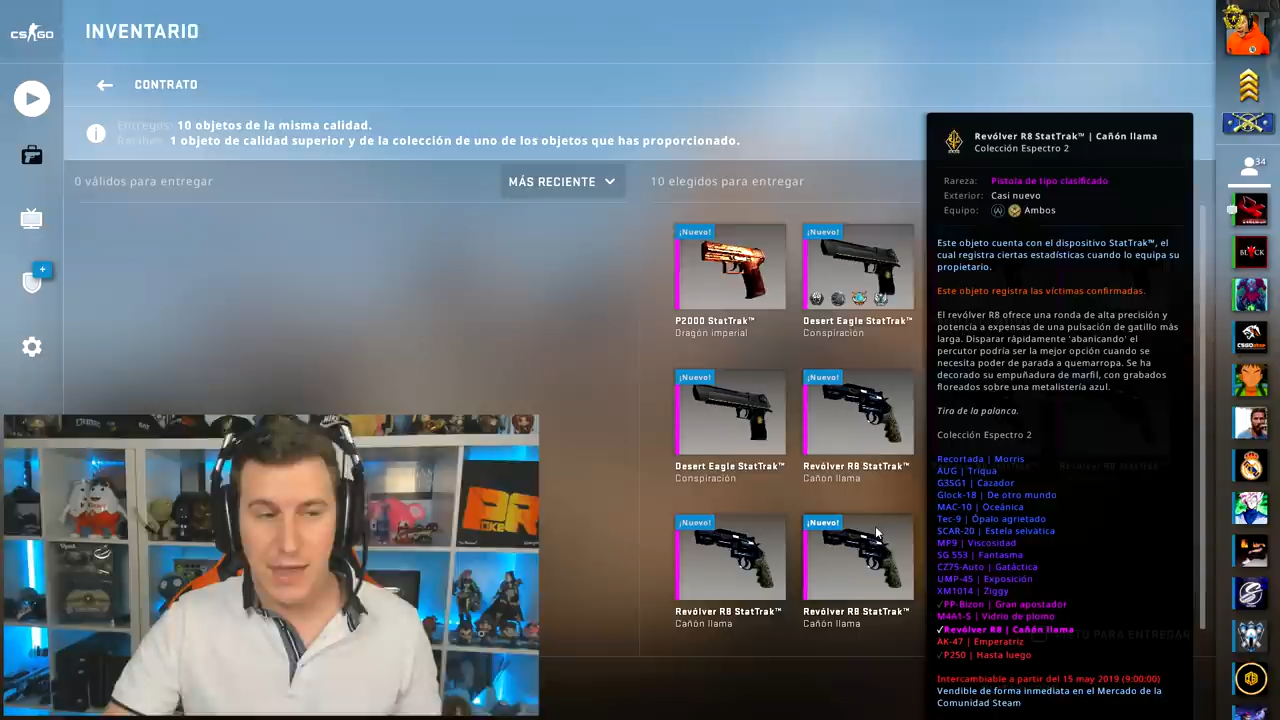 CS:GO
INVENTARIO
CONTRATO
Entregas: 10 objetos de la misma calidad.
Recibes: 1 objeto de calidad superior y de la colección de uno de los objetos que has proporcionado.
0 válidos para entregar
MÁS RECIENTE
10 elegidos para entregar
¡Nuevo!
¡Nuevo!
P2000 StatTrak™
Dragón imperial
Desert Eagle StatTrak™
Conspiración
¡Nuevo!
¡Nuevo!
Desert Eagle StatTrak™
Conspiración
Revólver R8 StatTrak™
Cañón llama
¡Nuevo!
¡Nuevo!
Revólver R8 StatTrak™
Cañón llama
Revólver R8 StatTrak™
Cañón llama
Revólver R8 StatTrak™ | Cañón llama
Colección Espectro 2
Rareza: Pistola de tipo clasificado
Exterior: Casi nuevo
Equipo: Ambos
Este objeto cuenta con el dispositivo StatTrak™, el
cual registra ciertas estadísticas cuando lo equipa su
propietario.
Este objeto registra las víctimas confirmadas.
El revólver R8 ofrece una ronda de alta precisión y
potencia a expensas de una pulsación de gatillo más
larga. Disparar rápidamente 'abanicando' el
percutor podría ser la mejor opción cuando se
necesita poder de parada a quemarropa. Se ha
decorado su empuñadura de marfil, con grabados
floreados sobre una metalistería azul.
Tira de la palanca.
Colección Espectro 2
Recortada | Morris
AUG | Triqua
G3SG1 | Cazador
Glock-18 | De otro mundo
MAC-10 | Oceánica
Tec-9 | Ópalo agrietado
SCAR-20 | Estela selvática
MP9 | Viscosidad
SG 553 | Fantasma
CZ75-Auto | Gatáctica
UMP-45 | Exposición
XM1014 | Ziggy
✓PP-Bizon | Gran apostador
M4A1-S | Vidrio de plomo
✓Revólver R8 | Cañón llama
AK-47 | Emperatriz
✓P250 | Hasta luego
Intercambiable a partir del 15 may 2019 (9:00:00)
Vendible de forma inmediata en el Mercado de la
Comunidad Steam
PARA ENTREGAR
34
BLACK